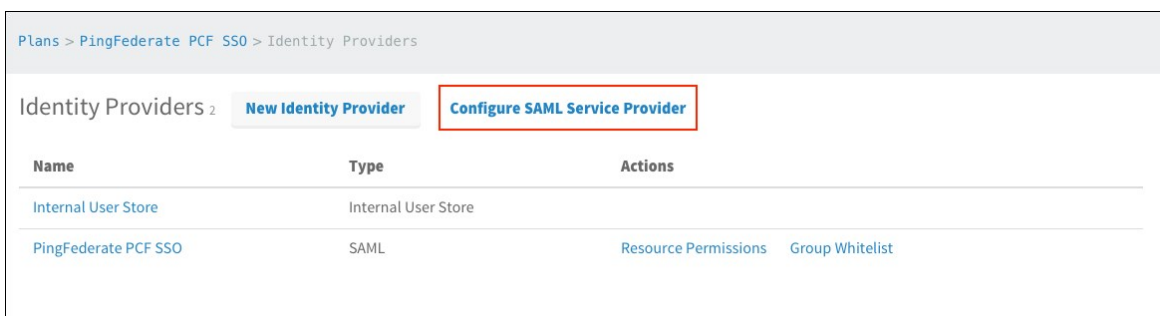 Plans > PingFederate PCF SSO > Identity Providers
Identity Providers 2 New Identity Provider Configure SAML Service Provider
Name Type Actions
Internal User Store Internal User Store
PingFederate PCF SSO SAML Resource Permissions Group Whitelist